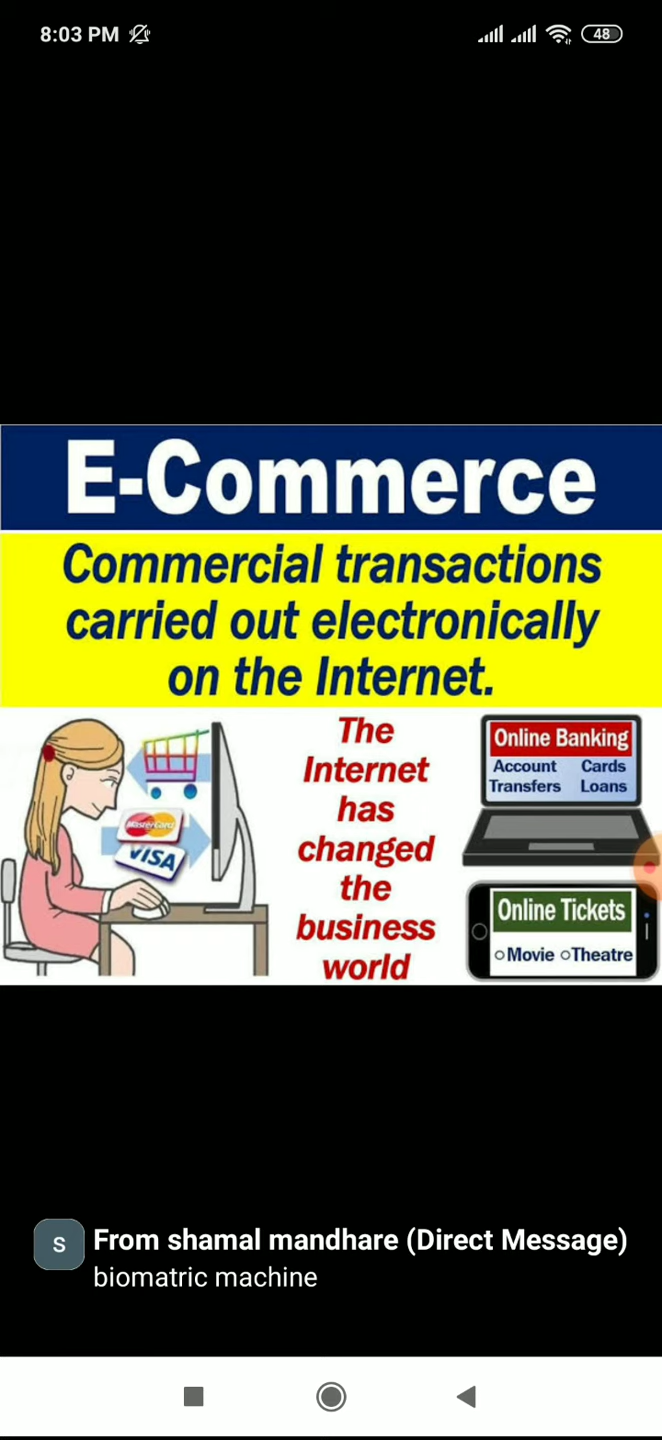 8:03 PM
48
E-Commerce
Commercial transactions
carried out electronically
on the Internet.
MasterCard
VISA
The
Internet
has
changed
the
business
world
Online Banking
Account Cards
Transfers Loans
Online Tickets
Movie Theatre
S
From shamal mandhare (Direct Message)
biomatric machine